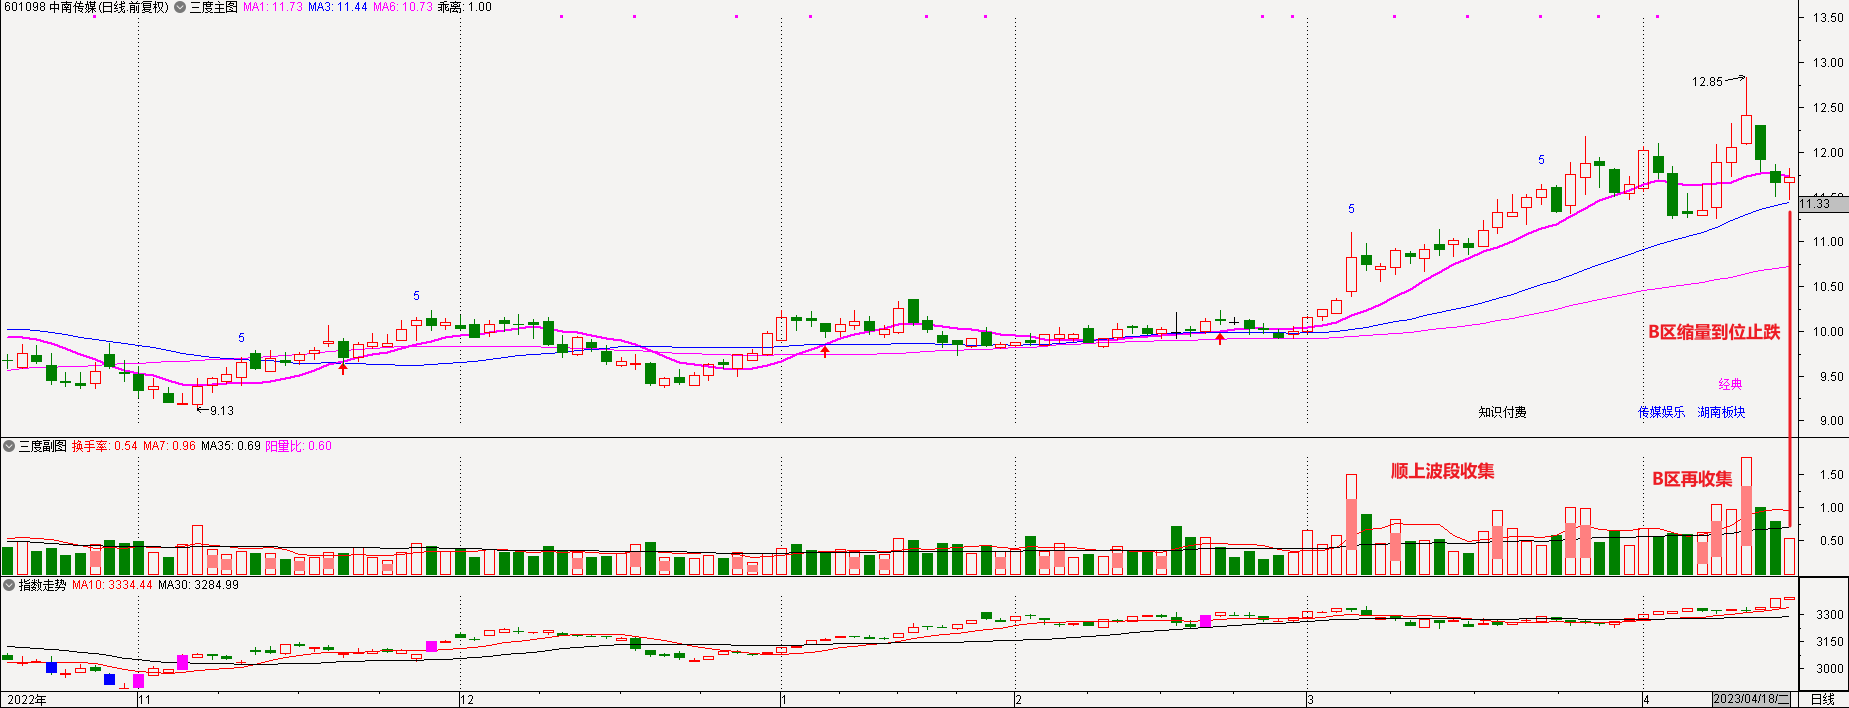 601098 中南传媒(日线.前复权) 三度主图 MA1: 11.73 MA3: 11.44 MA6: 10.73 乖离: 1.00
13.50
13.00
12.85
12.50
12.00
5
11.50
5
11.33
11.00
10.50
5
10.00
5
B区缩量到位止跌
9.50
经典
9.13
知识付费
传媒娱乐 湖南板块
9.00
三度副图 换手率: 0.54 MA7: 0.96 MA35: 0.69 阳量比: 0.60
顺上波段收集
B区再收集
1.50
1.00
0.50
指数走势 MA10: 3334.44 MA30: 3284.99
3300
3150
3000
2022年 11 12 1 2 3 4 2023/04/18/二 日线